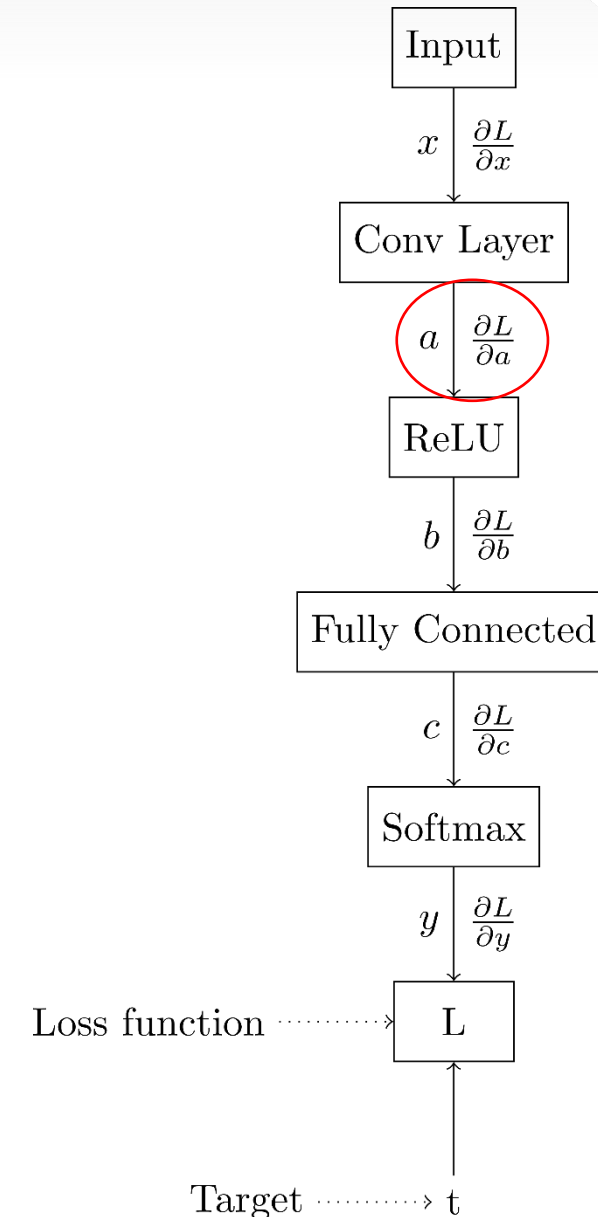 Input
x ∂L/∂x
Conv Layer
a ∂L/∂a
ReLU
b ∂L/∂b
Fully Connected
c ∂L/∂c
Softmax
y ∂L/∂y
Loss function L
Target t